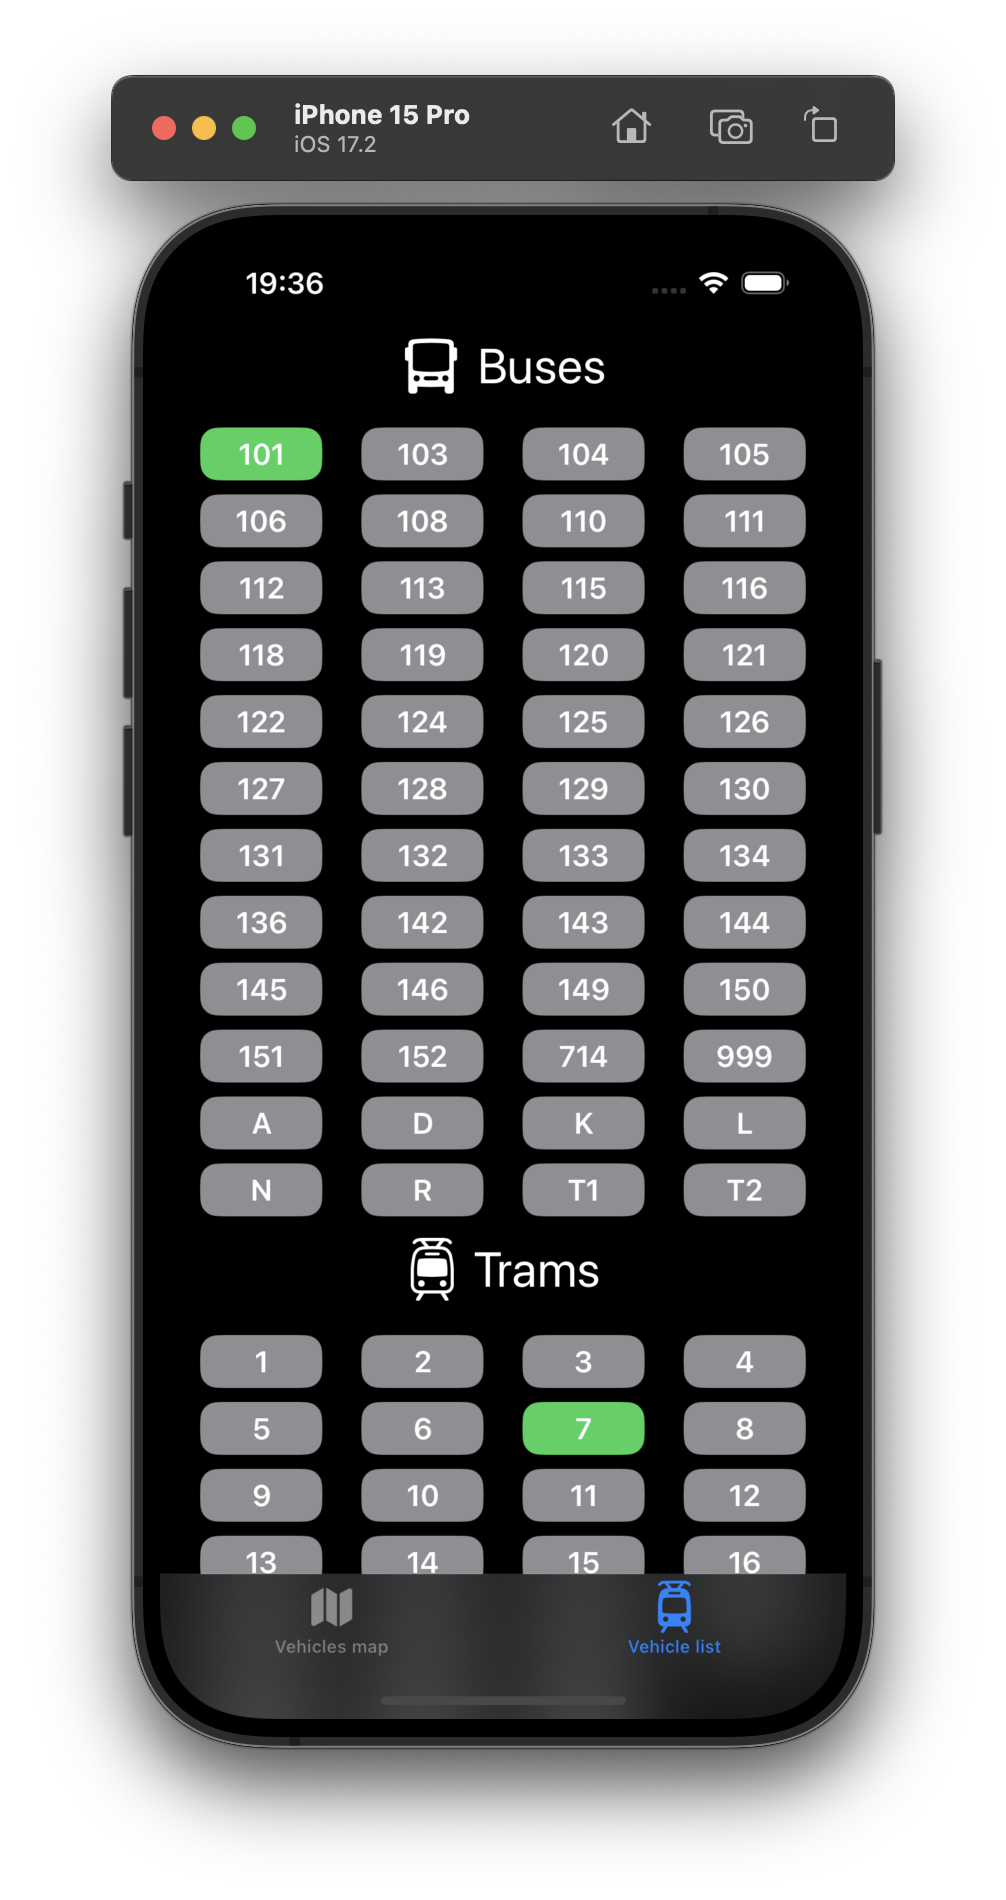 iPhone 15 Pro
iOS 17.2
19:36
Buses
101 103 104 105
106 108 110 111
112 113 115 116
118 119 120 121
122 124 125 126
127 128 129 130
131 132 133 134
136 142 143 144
145 146 149 150
151 152 714 999
A D K L
N R T1 T2
Trams
1 2 3 4
5 6 7 8
9 10 11 12
13 14 15 16
Vehicles map Vehicle list